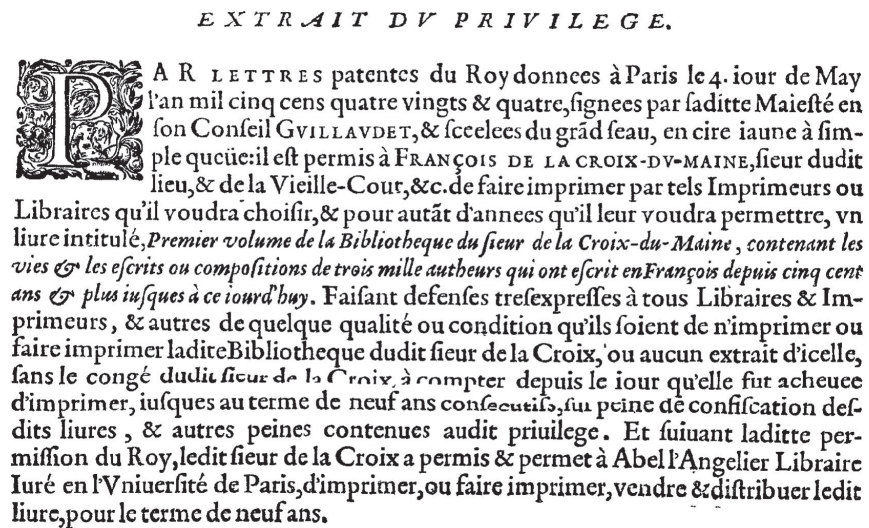 EXTRAIT DV PRIVILEGE.
PAR LETTRES patentes du Roy donnees à Paris le 4. iour de May
l'an mil cinq cens quatre vingts & quatre, ſignees par ſaditte Maieſté en
ſon Conſeil GVILLAVDET, & ſceelees du grãd ſeau, en cire iaune à ſim-
ple queüe: il eſt permis à FRANÇOIS DE LA CROIX-DV-MAINE, ſieur dudit
lieu, & de la Vieille-Cour, &c. de faire imprimer par tels Imprimeurs ou
Libraires qu'il voudra choiſir, & pour autãt d'annees qu'il leur voudra permettre, vn
liure intitulé, Premier volume de la Bibliotheque du ſieur de la Croix-du-Maine, contenant les
vies & les eſcrits ou compoſitions de trois mille autheurs qui ont eſcrit en François depuis cinq cent
ans & plus iuſques à ce iourd'huy. Faiſant defenſes treſexpreſſes à tous Libraires & Im-
primeurs, & autres de quelque qualité ou condition qu'ils ſoient de n'imprimer ou
faire imprimer ladite Bibliotheque dudit ſieur de la Croix, ou aucun extrait d'icelle,
ſans le congé dudit ſieur de la Croix, à compter depuis le iour qu'elle fut acheuee
d'imprimer, iuſques au terme de neuf ans conſecutifs, ſur peine de confiſcation deſ-
dits liures, & autres peines contenues audit priuilege. Et ſuiuant laditte per-
miſſion du Roy, ledit ſieur de la Croix a permis & permet à Abel l'Angelier Libraire
Iuré en l'Vniuerſité de Paris, d'imprimer, ou faire imprimer, vendre & diſtribuer ledit
liure, pour le terme de neuf ans.